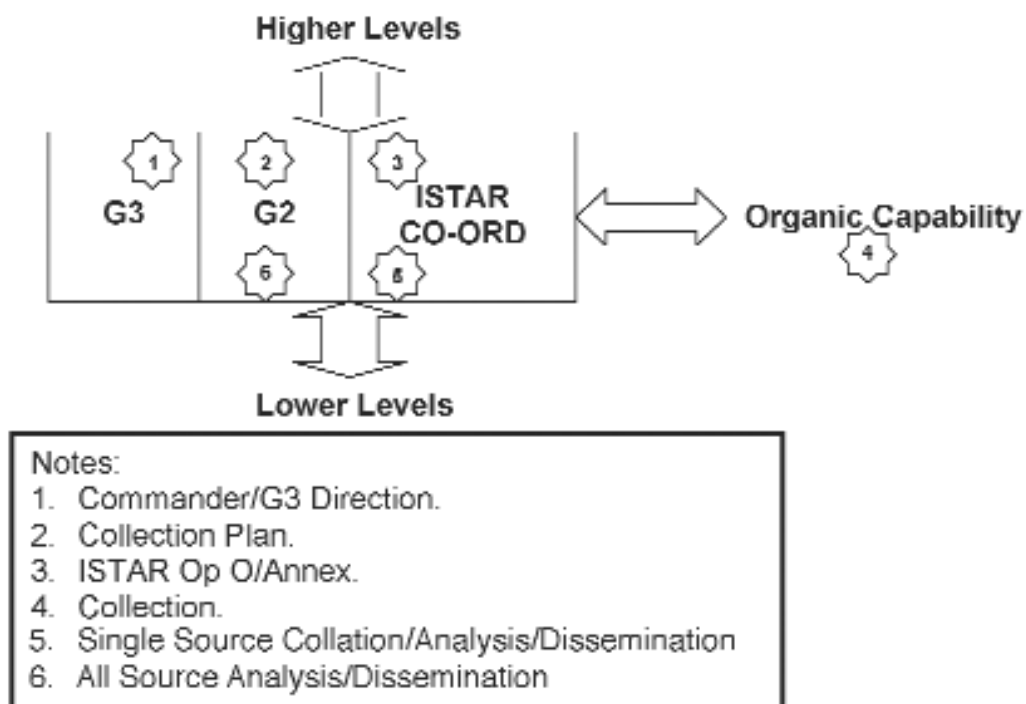 Higher Levels
1 2 3
G3 G2 ISTAR
CO-ORD
Organic Capability
4
6 5
Lower Levels
Notes:
1. Commander/G3 Direction.
2. Collection Plan.
3. ISTAR Op O/Annex.
4. Collection.
5. Single Source Collation/Analysis/Dissemination
6. All Source Analysis/Dissemination